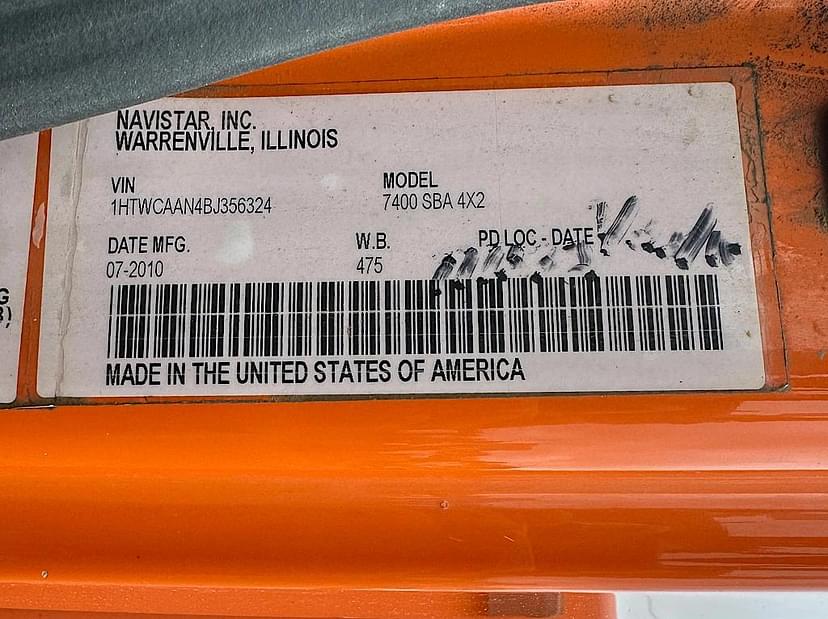 NAVISTAR, INC.
WARRENVILLE, ILLINOIS
VIN
1HTWCAAN4BJ356324
MODEL
7400 SBA 4X2
DATE MFG.
07-2010
W.B.
475
PD LOC - DATE
MADE IN THE UNITED STATES OF AMERICA